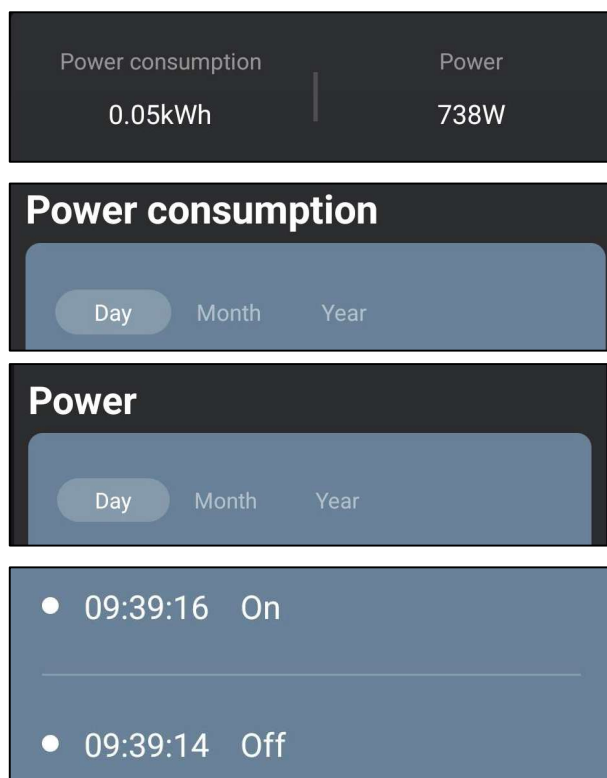 Power consumption Power
0.05kWh 738W
Power consumption
Day Month Year
Power
Day Month Year
09:39:16 On
09:39:14 Off